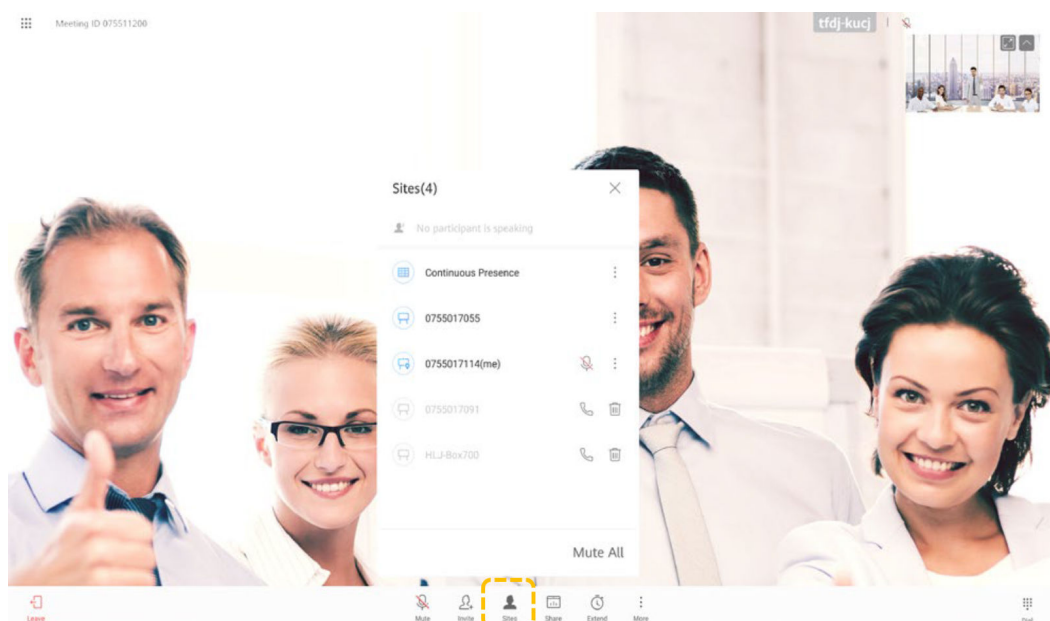 Meeting ID 075511200
tfdj-kucj
Sites(4)
No participant is speaking
Continuous Presence
0755017055
0755017114(me)
0755017091
HLJ-Box700
Mute All
Leave
Mute
Invite
Sites
Share
Extend
More